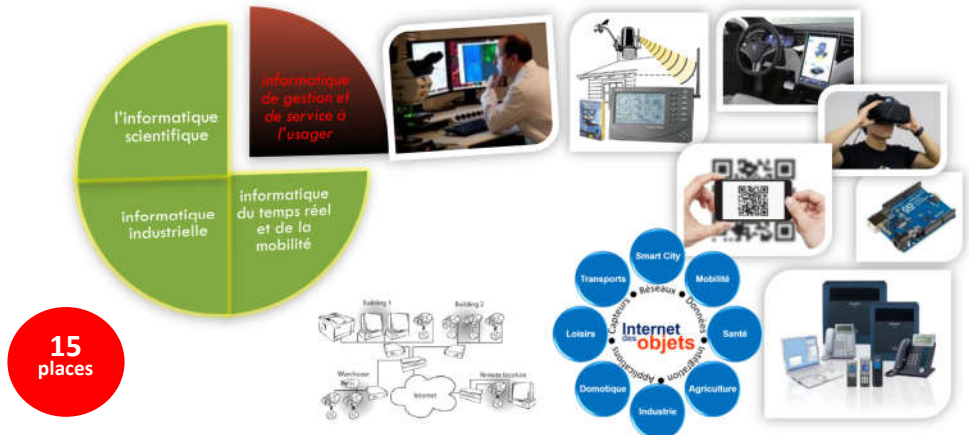 l'informatique
scientifique
informatique
de gestion et
de service à
l'usager
informatique
industrielle
informatique
du temps réel
et de la
mobilité
15
places
Building 1
Building 2
Warehouse
Remote location
Internet
Smart City
Mobilité
Santé
Agriculture
Industrie
Domotique
Loisirs
Transports
Réseaux
Données
Intégration
Applications
Capteurs
Internet
des
objets